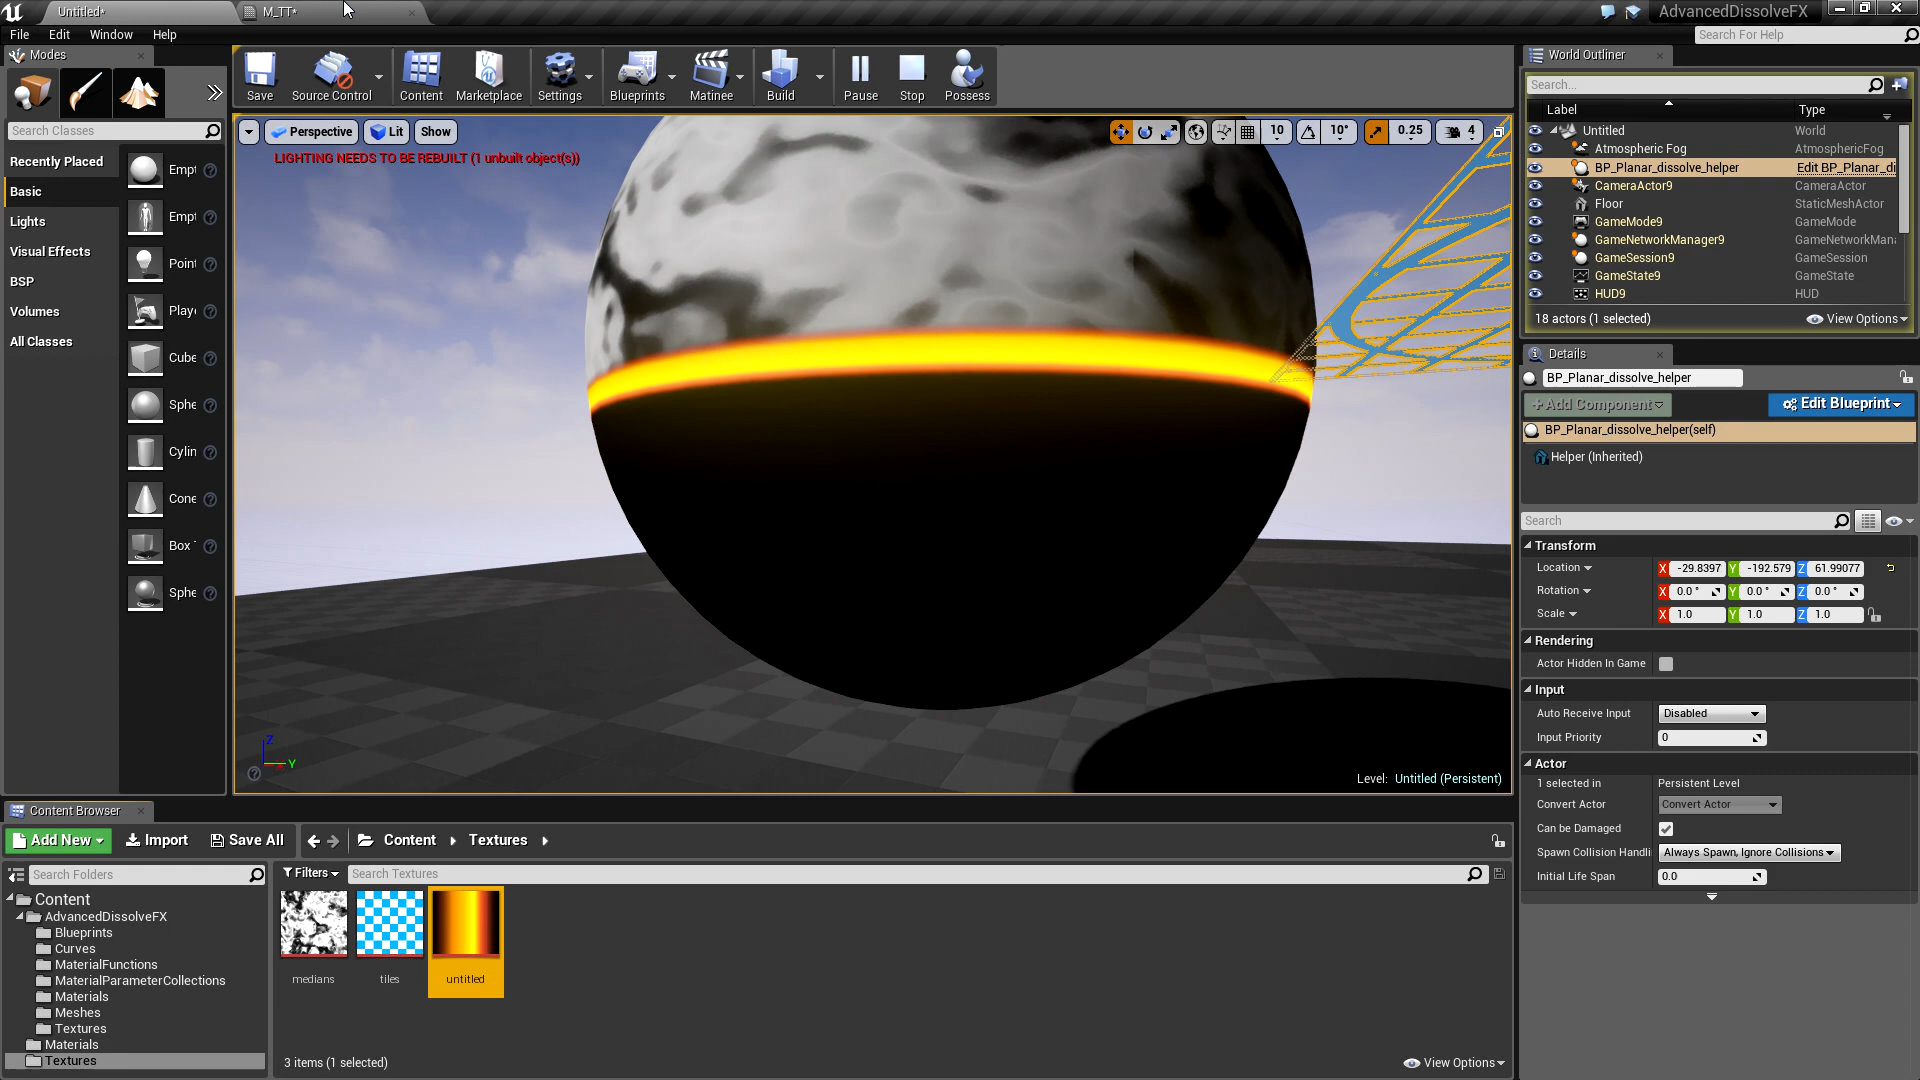 Untitled*
M_TT*
AdvancedDissolveFX
File Edit Window Help
Search For Help
Modes
Search Classes
Recently Placed
Basic
Lights
Visual Effects
BSP
Volumes
All Classes
Empt
Empt
Point
Playe
Cube
Sphe
Cylin
Cone
Box
Sphe
Save
Source Control
Content
Marketplace
Settings
Blueprints
Matinee
Build
Pause
Stop
Possess
Perspective
Lit
Show
10
10°
0.25
4
LIGHTING NEEDS TO BE REBUILT (1 unbuilt object(s))
Z
Y
Level: Untitled (Persistent)
World Outliner
Search...
Label Type
Untitled World
Atmospheric Fog AtmosphericFog
BP_Planar_dissolve_helper Edit BP_Planar_di
CameraActor9 CameraActor
Floor StaticMeshActor
GameMode9 GameMode
GameNetworkManager9 GameNetworkMana
GameSession9 GameSession
GameState9 GameState
HUD9 HUD
18 actors (1 selected)
View Options
Details
BP_Planar_dissolve_helper
+Add Component
Edit Blueprint
BP_Planar_dissolve_helper(self)
Helper (Inherited)
Search
Transform
Location X -29.8397 Y -192.579 Z 61.99077
Rotation X 0.0° Y 0.0° Z 0.0°
Scale X 1.0 Y 1.0 Z 1.0
Rendering
Actor Hidden In Game
Input
Auto Receive Input Disabled
Input Priority 0
Actor
1 selected in Persistent Level
Convert Actor Convert Actor
Can be Damaged
Spawn Collision Handli Always Spawn, Ignore Collisions
Initial Life Span 0.0
Content Browser
Add New
Import
Save All
Content
Textures
Search Folders
Filters
Search Textures
Content
AdvancedDissolveFX
Blueprints
Curves
MaterialFunctions
MaterialParameterCollections
Materials
Meshes
Textures
Materials
Textures
medians
tiles
untitled
3 items (1 selected)
View Options